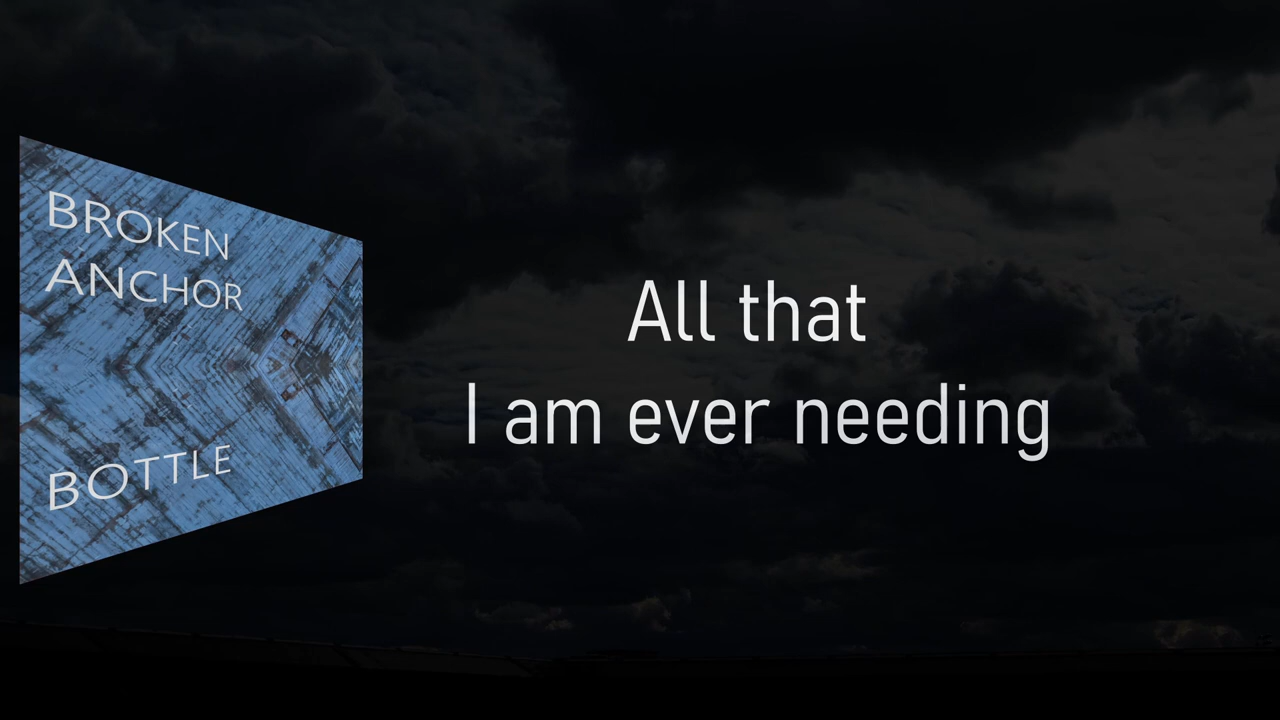 BROKEN
ANCHOR
BOTTLE
All that
I am ever needing